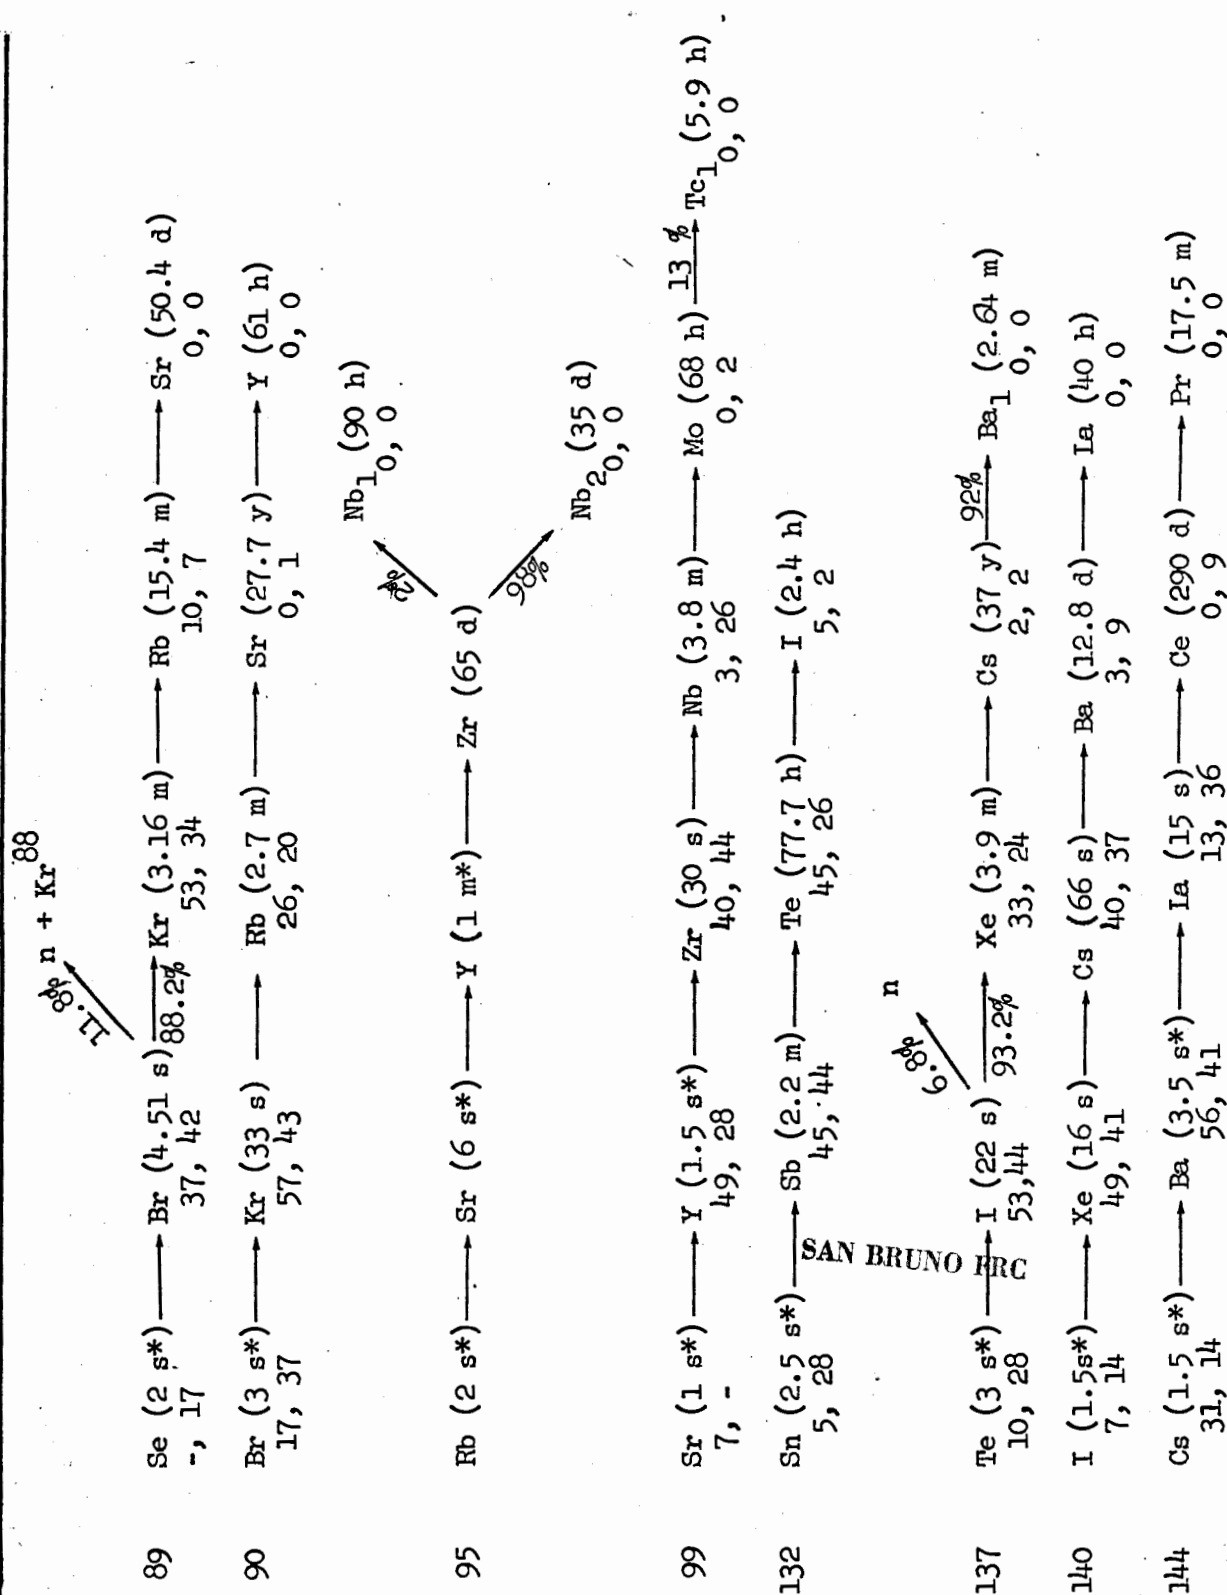 11.8% n + Kr 88
89 Se (2 s*) → Br (4.51 s) 88.2% → Kr (3.16 m) → Rb (15.4 m) → Sr (50.4 d)
-, 17 37, 42 53, 34 10, 7 0, 0
90 Br (3 s*) → Kr (33 s) → Rb (2.7 m) → Sr (27.7 y) → Y (61 h)
17, 37 57, 43 26, 20 0, 1 0, 0
2% Nb1 (90 h)
0, 0
95 Rb (2 s*) → Sr (6 s*) → Y (1 m*) → Zr (65 d)
98% Nb2 (35 d)
0, 0
99 Sr (1 s*) → Y (1.5 s*) → Zr (30 s) → Nb (3.8 m) → Mo (68 h) 13 % → Tc1 (5.9 h)
7, - 49, 28 40, 44 3, 26 0, 2 0, 0
132 Sn (2.5 s*) → Sb (2.2 m) → Te (77.7 h) → I (2.4 h)
5, 28 45, 44 45, 26 5, 2
SAN BRUNO FRC
6.8% n
137 Te (3 s*) → I (22 s) 93.2% → Xe (3.9 m) → Cs (37 y) 92% → Ba1 (2.64 m)
10, 28 53,44 33, 24 2, 2 0, 0
140 I (1.5s*) → Xe (16 s) → Cs (66 s) → Ba (12.8 d) → La (40 h)
7, 14 49, 41 40, 37 3, 9 0, 0
144 Cs (1.5 s*) → Ba (3.5 s*) → La (15 s) → Ce (290 d) → Pr (17.5 m)
31, 14 56, 41 13, 36 0, 9 0, 0